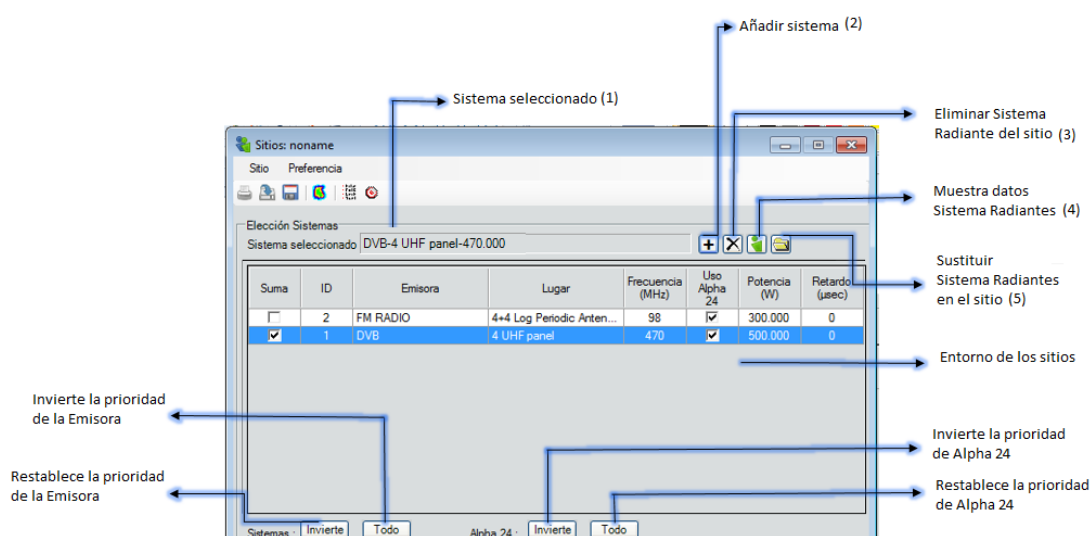 Añadir sistema (2)
Sistema seleccionado (1)
Eliminar Sistema
Radiante del sitio (3)
Sitios: noname
Sitio Preferencia
Muestra datos
Sistema Radiantes (4)
Elección Sistemas
Sistema seleccionado DVB-4 UHF panel-470.000
Sustituir
Sistema Radiantes
en el sitio (5)
Suma ID Emisora Lugar Frecuencia (MHz) Uso Alpha 24 Potencia (W) Retardo (µsec)
2 FM RADIO 4+4 Log Periodic Anten... 98 300.000 0
1 DVB 4 UHF panel 470 500.000 0
Entorno de los sitios
Invierte la prioridad
de la Emisora
Invierte la prioridad
de Alpha 24
Restablece la prioridad
de la Emisora
Restablece la prioridad
de Alpha 24
Sistemas : Invierte Todo Alpha 24 : Invierte Todo